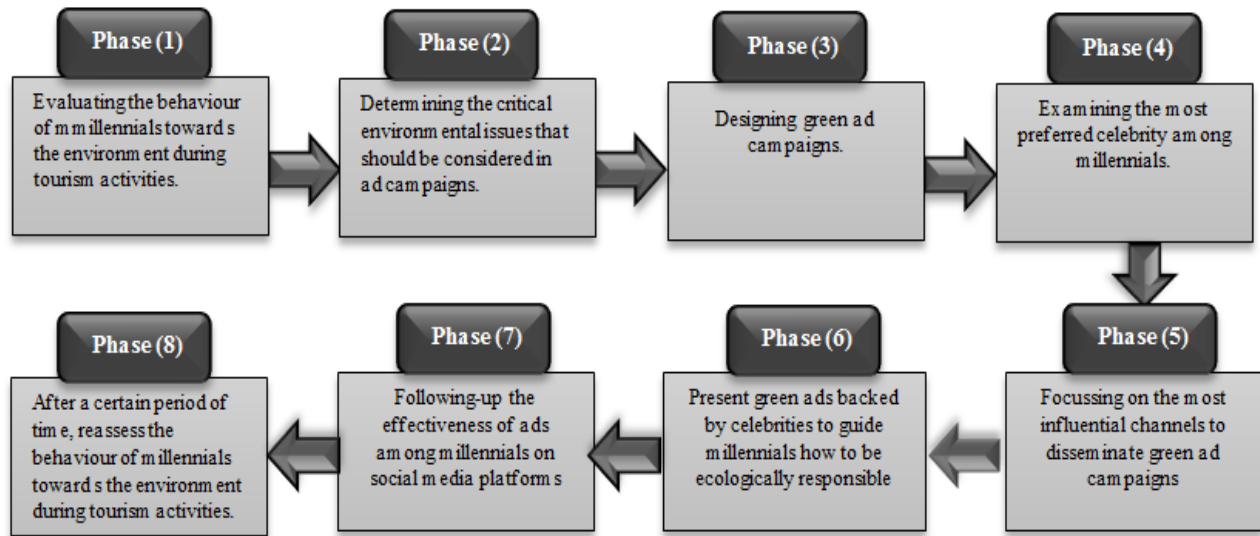 Phase (1)
Evaluating the behaviour
of mmillennials toward s
the environment during
tourism activities.
Phase (2)
Determining the critical
environmental issues that
should be considered in
ad campaigns.
Phase (3)
Designing green ad
campaigns.
Phase (4)
Examining the most
preferred celebrity among
millennials.
Phase (5)
Focussing on the most
influential channels to
disseminate green ad
campaigns
Phase (6)
Present green ads backed
by celebrities to guide
millennials how to be
ecologically responsible
Phase (7)
Following-up the
effectiveness of ads
among millennials on
social media platforms
Phase (8)
After a certain period of
time, reassess the
behaviour of millennials
toward s the environment
during tourism activities.